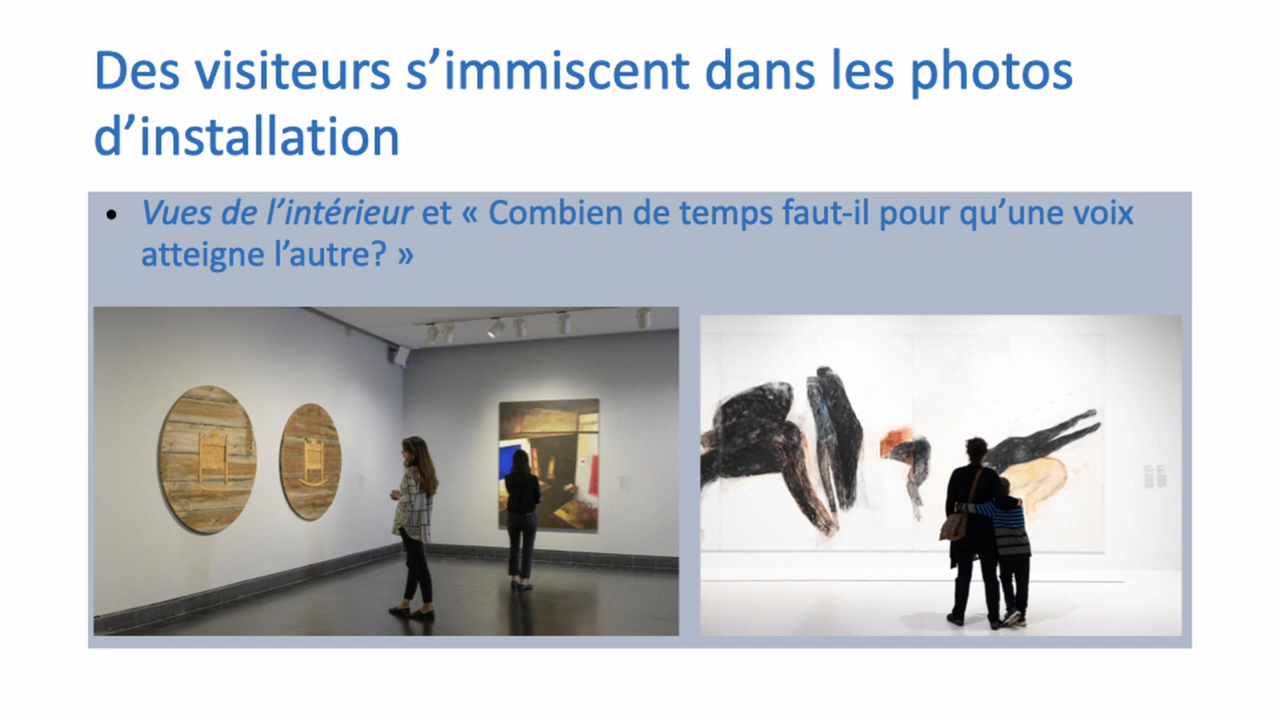 Des visiteurs s’immiscent dans les photos
d’installation
• Vues de l’intérieur et « Combien de temps faut-il pour qu’une voix
atteigne l’autre? »